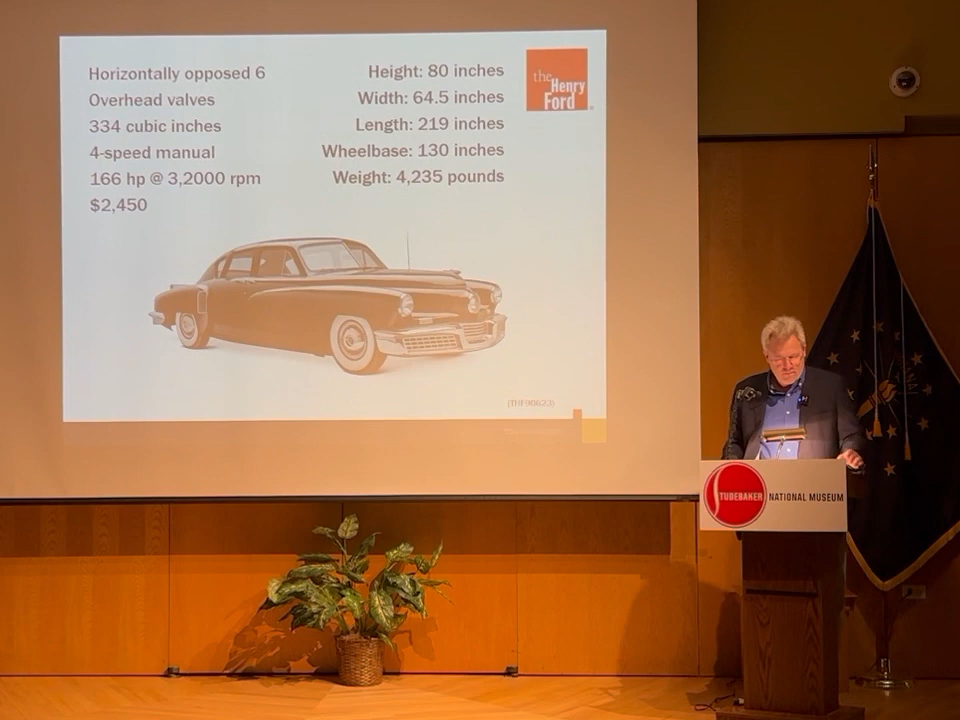 Horizontally opposed 6
Overhead valves
334 cubic inches
4-speed manual
166 hp @ 3,2000 rpm
$2,450
Height: 80 inches
Width: 64.5 inches
Length: 219 inches
Wheelbase: 130 inches
Weight: 4,235 pounds
the
Henry
Ford
STUDEBAKER NATIONAL MUSEUM